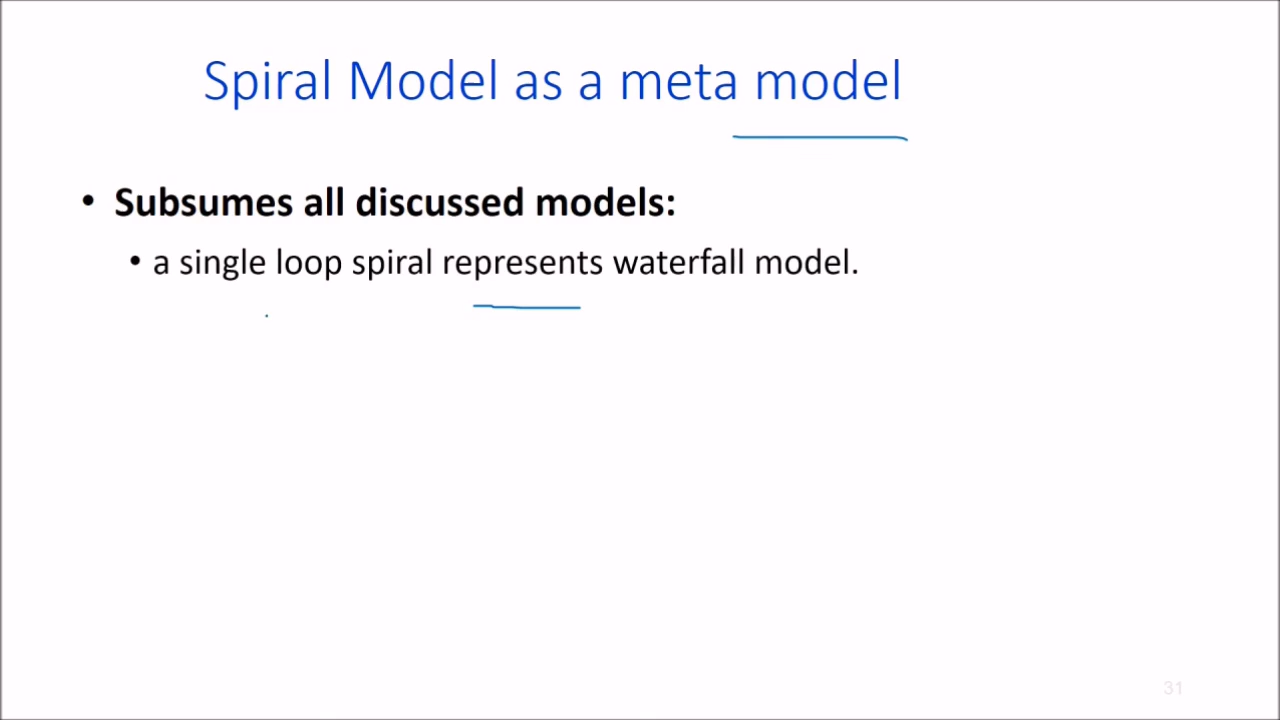 Spiral Model as a meta model
• Subsumes all discussed models:
• a single loop spiral represents waterfall model.
31